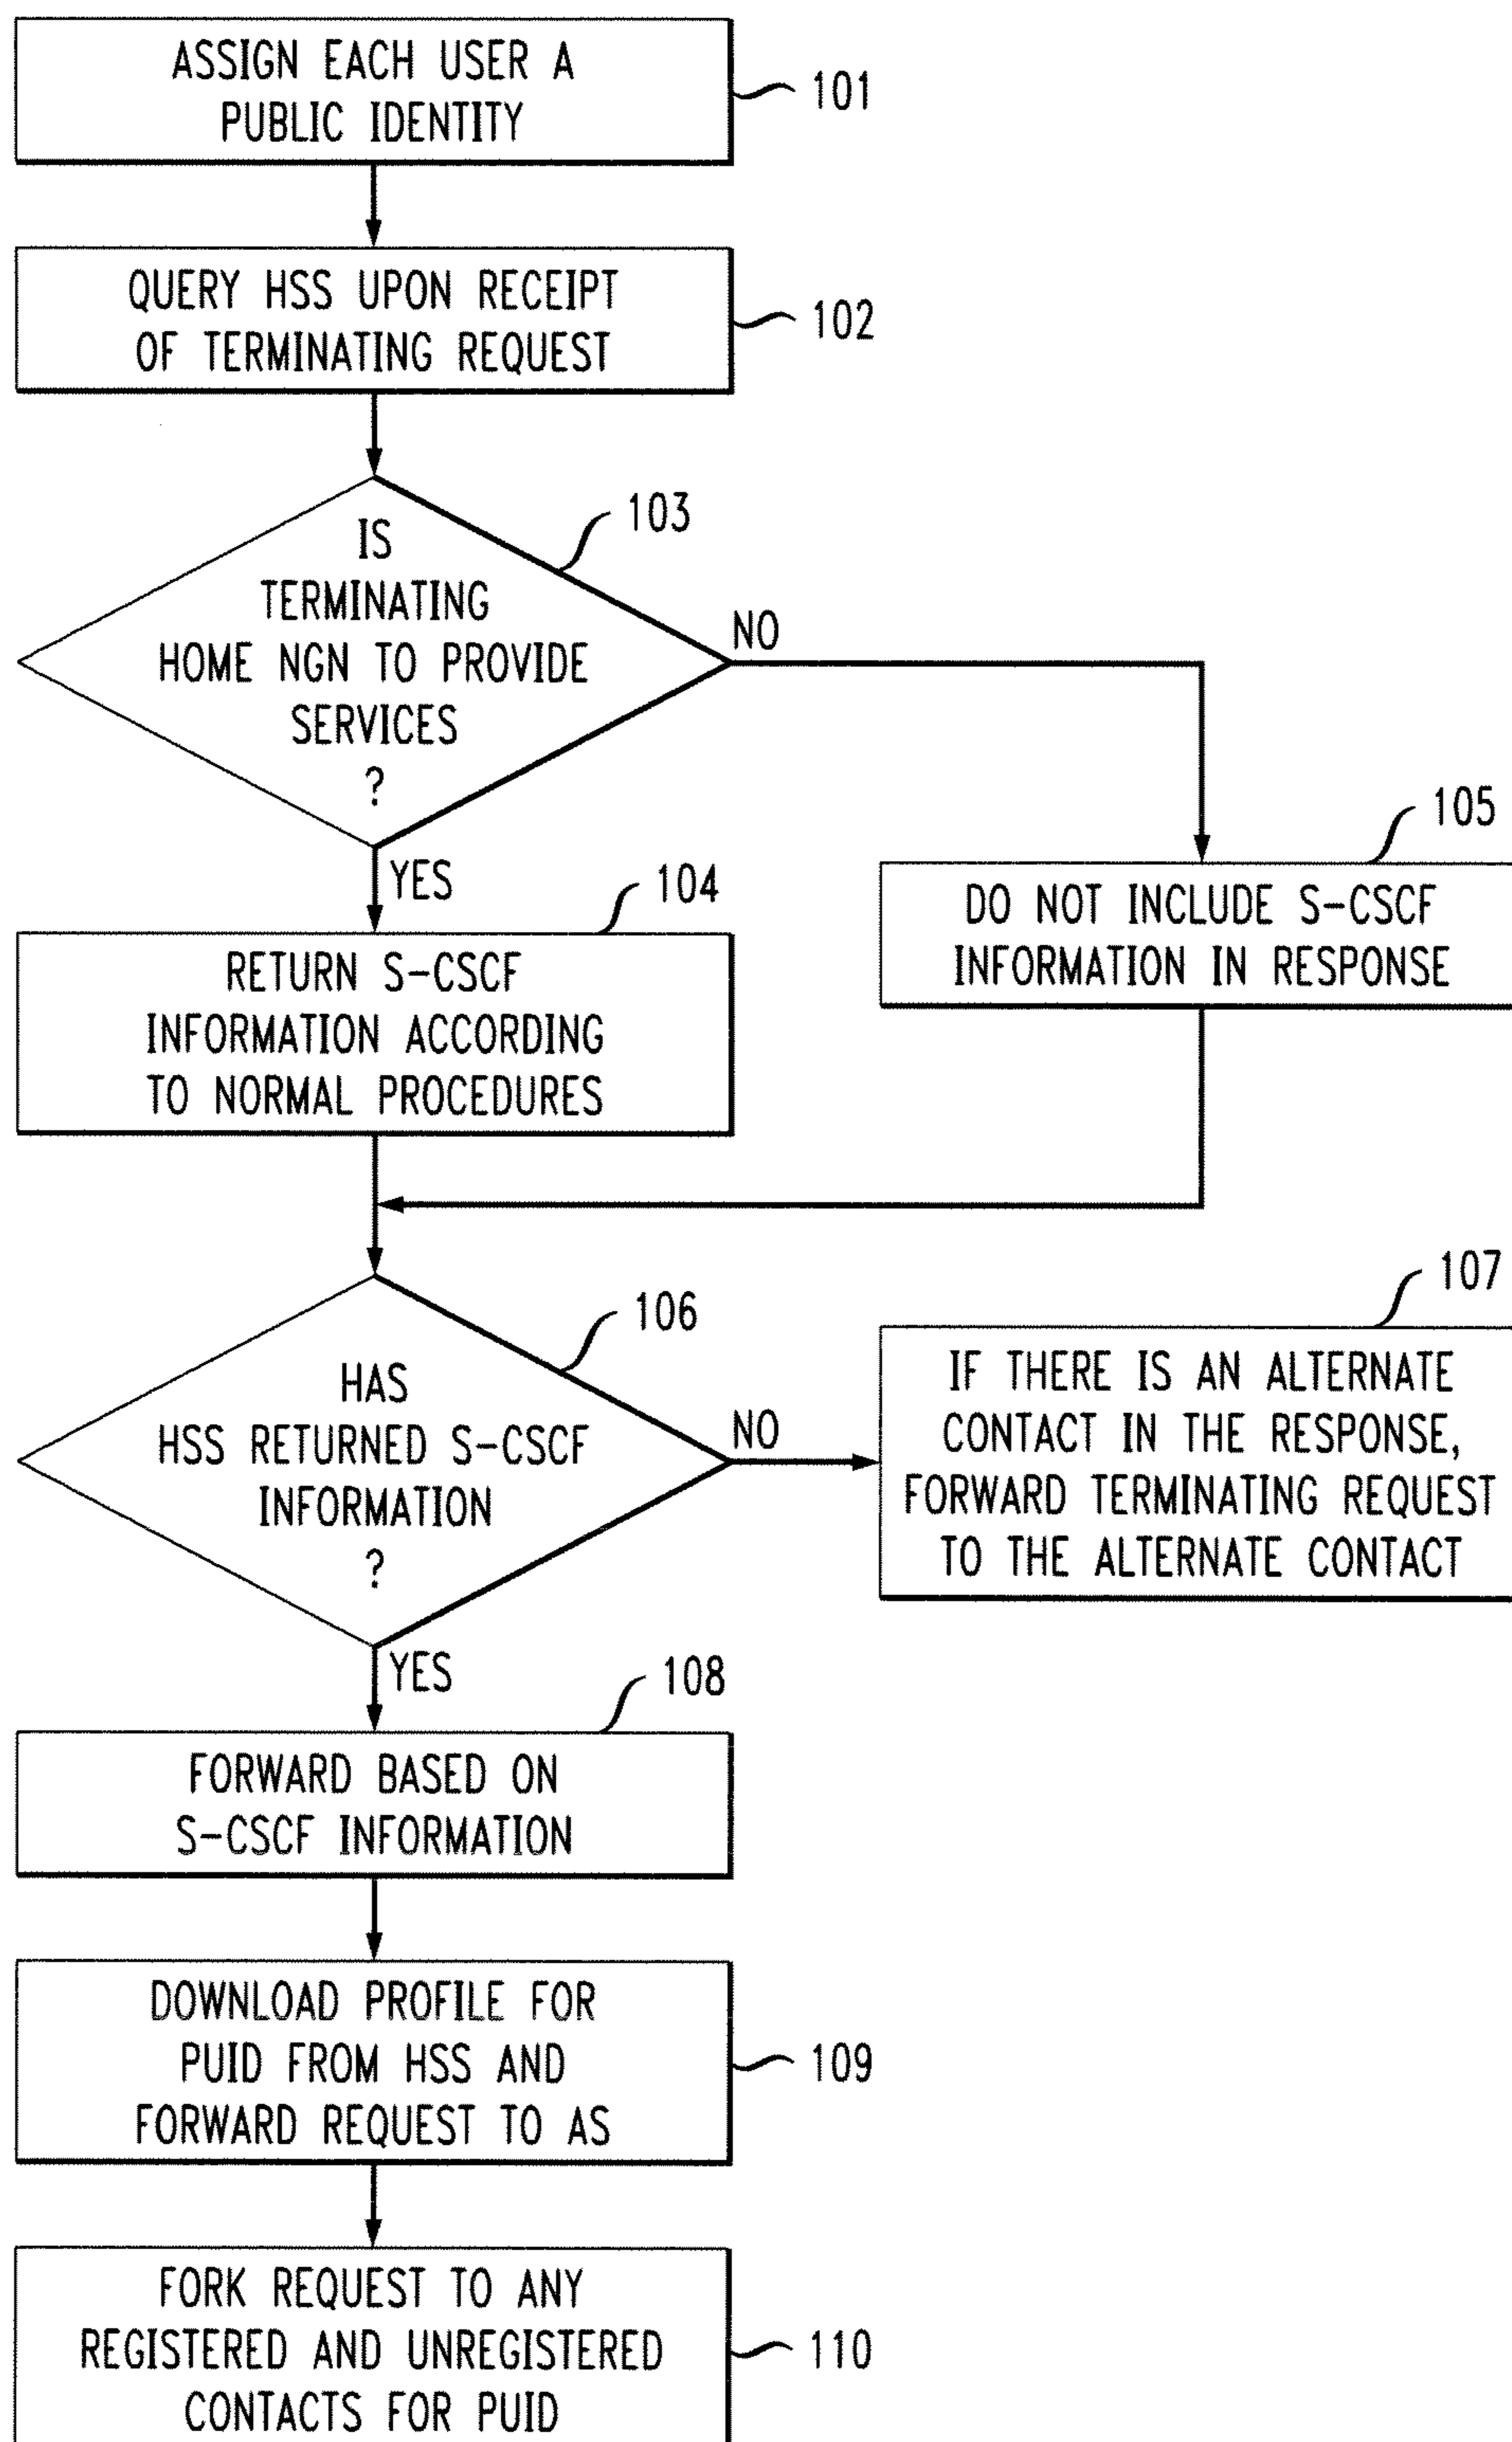 ASSIGN EACH USER A
PUBLIC IDENTITY
101
QUERY HSS UPON RECEIPT
OF TERMINATING REQUEST
102
IS
TERMINATING
HOME NGN TO PROVIDE
SERVICES
?
103
NO
YES
104
RETURN S-CSCF
INFORMATION ACCORDING
TO NORMAL PROCEDURES
105
DO NOT INCLUDE S-CSCF
INFORMATION IN RESPONSE
106
HAS
HSS RETURNED S-CSCF
INFORMATION
?
NO
107
IF THERE IS AN ALTERNATE
CONTACT IN THE RESPONSE,
FORWARD TERMINATING REQUEST
TO THE ALTERNATE CONTACT
YES
108
FORWARD BASED ON
S-CSCF INFORMATION
DOWNLOAD PROFILE FOR
PUID FROM HSS AND
FORWARD REQUEST TO AS
109
FORK REQUEST TO ANY
REGISTERED AND UNREGISTERED
CONTACTS FOR PUID
110